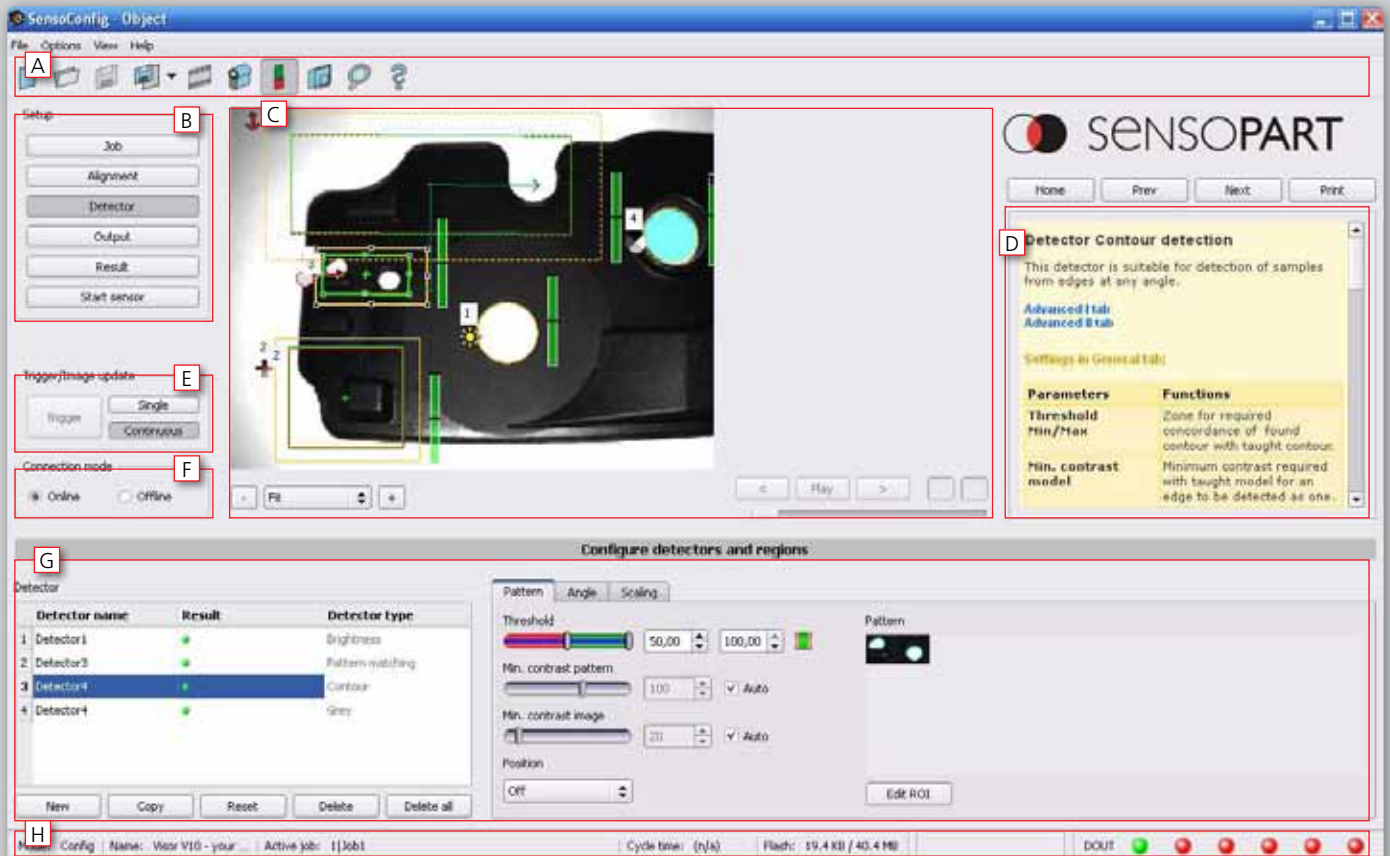 SensoConfig - Object
File Options View Help
A
Setup
B
C
Job
Alignment
Detector
Output
Result
Start sensor
SENSOPART
Home Prev Next Print
D
Detector Contour detection
This detector is suitable for detection of samples
from edges at any angle.
Advanced I tab
Advanced II tab
Settings in General tab:
Parameters Functions
Threshold Min/Max
Zone for required concordance of found contour with taught contour.
Min. contrast model
Minimum contrast required with taught model for an edge to be detected as one.
4
3
1
2
2
Trigger/Image update
E
Trigger
Single
Continuous
Connection mode
F
Online Offline
- Fit +
< Play >
Configure detectors and regions
G
Detector
Detector name Result Detector type
1 Detector1 Brightness
2 Detector3 Pattern matching
3 Detector4 Contour
4 Detector4 Grey
New Copy Reset Delete Delete all
Pattern Angle Scaling
Threshold
50,00 100,00
Min. contrast pattern
100 Auto
Min. contrast image
20 Auto
Position
Off
Pattern
Edit ROI
H
Config Name: Visor V10 - your ... Active job: 1|Job1 Cycle time: (n/a) Flash: 19.4 KB / 40.4 MB DOUT